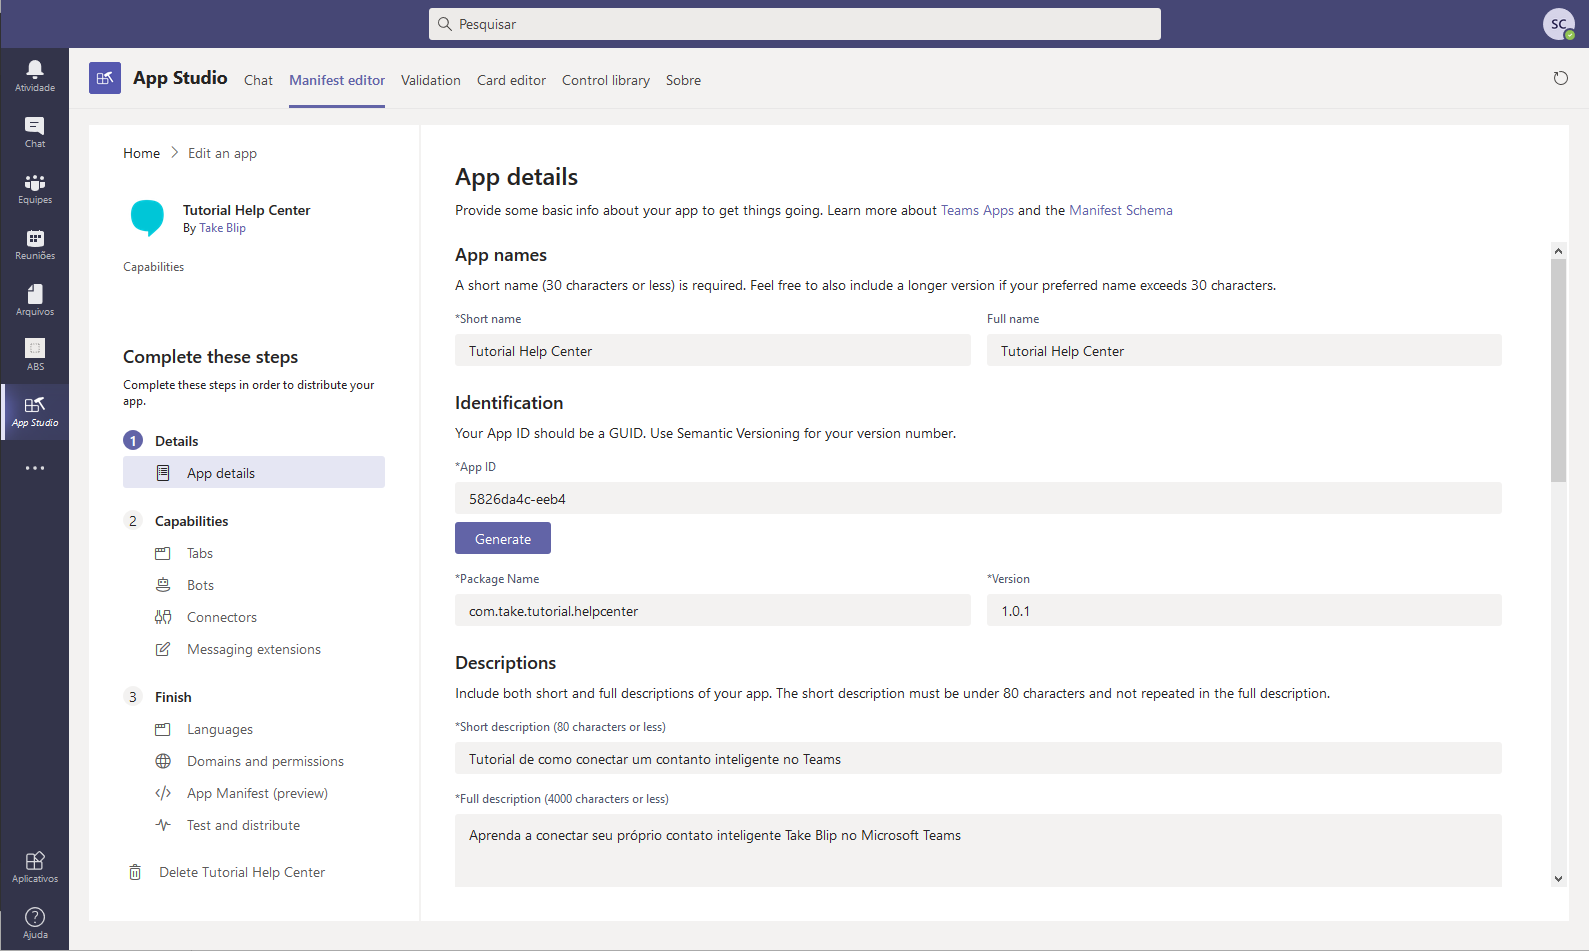 Pesquisar
SC
Atividade
Chat
Equipes
Reuniões
Arquivos
ABS
App Studio
Aplicativos
Ajuda
App Studio
Chat
Manifest editor
Validation
Card editor
Control library
Sobre
Home
Edit an app
Tutorial Help Center
By Take Blip
Capabilities
Complete these steps
Complete these steps in order to distribute your
app.
1 Details
App details
2 Capabilities
Tabs
Bots
Connectors
Messaging extensions
3 Finish
Languages
Domains and permissions
App Manifest (preview)
Test and distribute
Delete Tutorial Help Center
App details
Provide some basic info about your app to get things going. Learn more about Teams Apps and the Manifest Schema
App names
A short name (30 characters or less) is required. Feel free to also include a longer version if your preferred name exceeds 30 characters.
*Short name
Tutorial Help Center
Full name
Tutorial Help Center
Identification
Your App ID should be a GUID. Use Semantic Versioning for your version number.
*App ID
5826da4c-eeb4
Generate
*Package Name
com.take.tutorial.helpcenter
*Version
1.0.1
Descriptions
Include both short and full descriptions of your app. The short description must be under 80 characters and not repeated in the full description.
*Short description (80 characters or less)
Tutorial de como conectar um contanto inteligente no Teams
*Full description (4000 characters or less)
Aprenda a conectar seu próprio contato inteligente Take Blip no Microsoft Teams